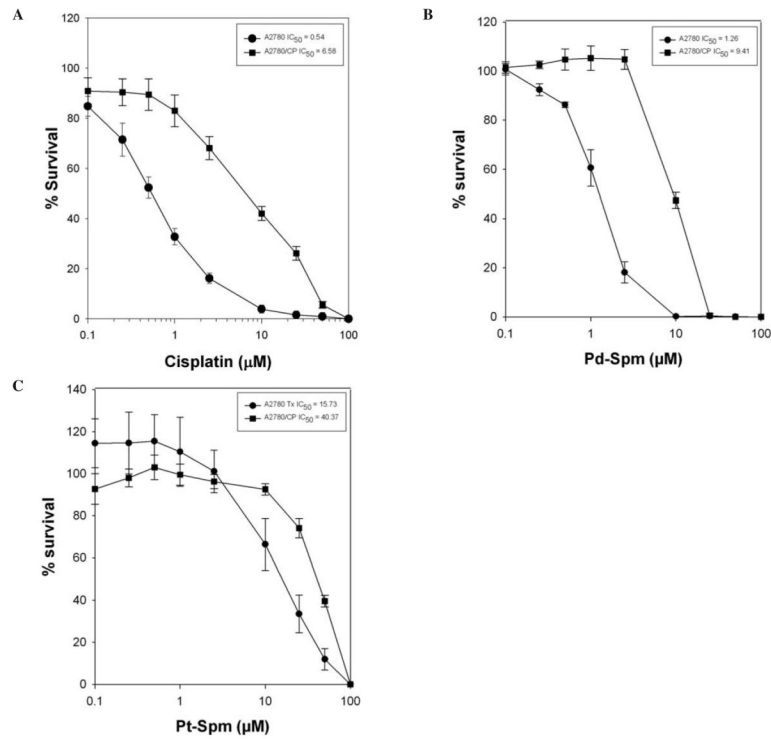 A
A2780 IC50 = 0.54
A2780/CP IC50 = 6.58
120
100
80
60
40
20
0
% Survival
0.1 1 10 100
Cisplatin (µM)
B
A2780 IC50 = 1.26
A2780/CP IC50 = 9.41
120
100
80
60
40
20
0
% survival
0.1 1 10 100
Pd-Spm (µM)
C
A2780 Tx IC50 = 15.73
A2780/CP IC50 = 40.37
140
120
100
80
60
40
20
0
% survival
0.1 1 10 100
Pt-Spm (µM)